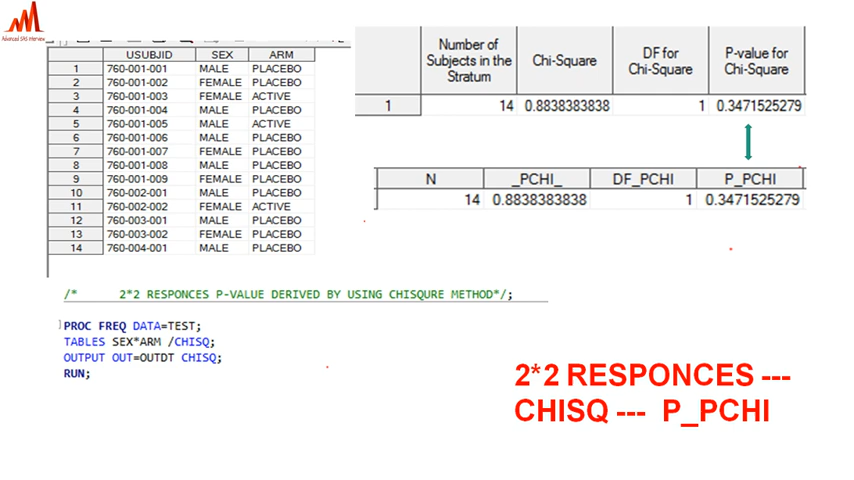 Advanced SAS Interview
USUBJID SEX ARM
1 760-001-001 MALE PLACEBO
2 760-001-002 FEMALE PLACEBO
3 760-001-003 FEMALE ACTIVE
4 760-001-004 MALE PLACEBO
5 760-001-005 MALE ACTIVE
6 760-001-006 MALE PLACEBO
7 760-001-007 FEMALE PLACEBO
8 760-001-008 MALE PLACEBO
9 760-001-009 FEMALE PLACEBO
10 760-002-001 MALE PLACEBO
11 760-002-002 FEMALE ACTIVE
12 760-003-001 MALE PLACEBO
13 760-003-002 FEMALE PLACEBO
14 760-004-001 MALE PLACEBO
Number of
Subjects in the
Stratum
Chi-Square
DF for
Chi-Square
P-value for
Chi-Square
1 14 0.8838383838 1 0.3471525279
N _PCHI_ DF_PCHI P_PCHI
14 0.8838383838 1 0.3471525279
/* 2*2 RESPONCES P-VALUE DERIVED BY USING CHISQURE METHOD*/;
PROC FREQ DATA=TEST;
TABLES SEX*ARM /CHISQ;
OUTPUT OUT=OUTDT CHISQ;
RUN;
2*2 RESPONCES ---
CHISQ --- P_PCHI